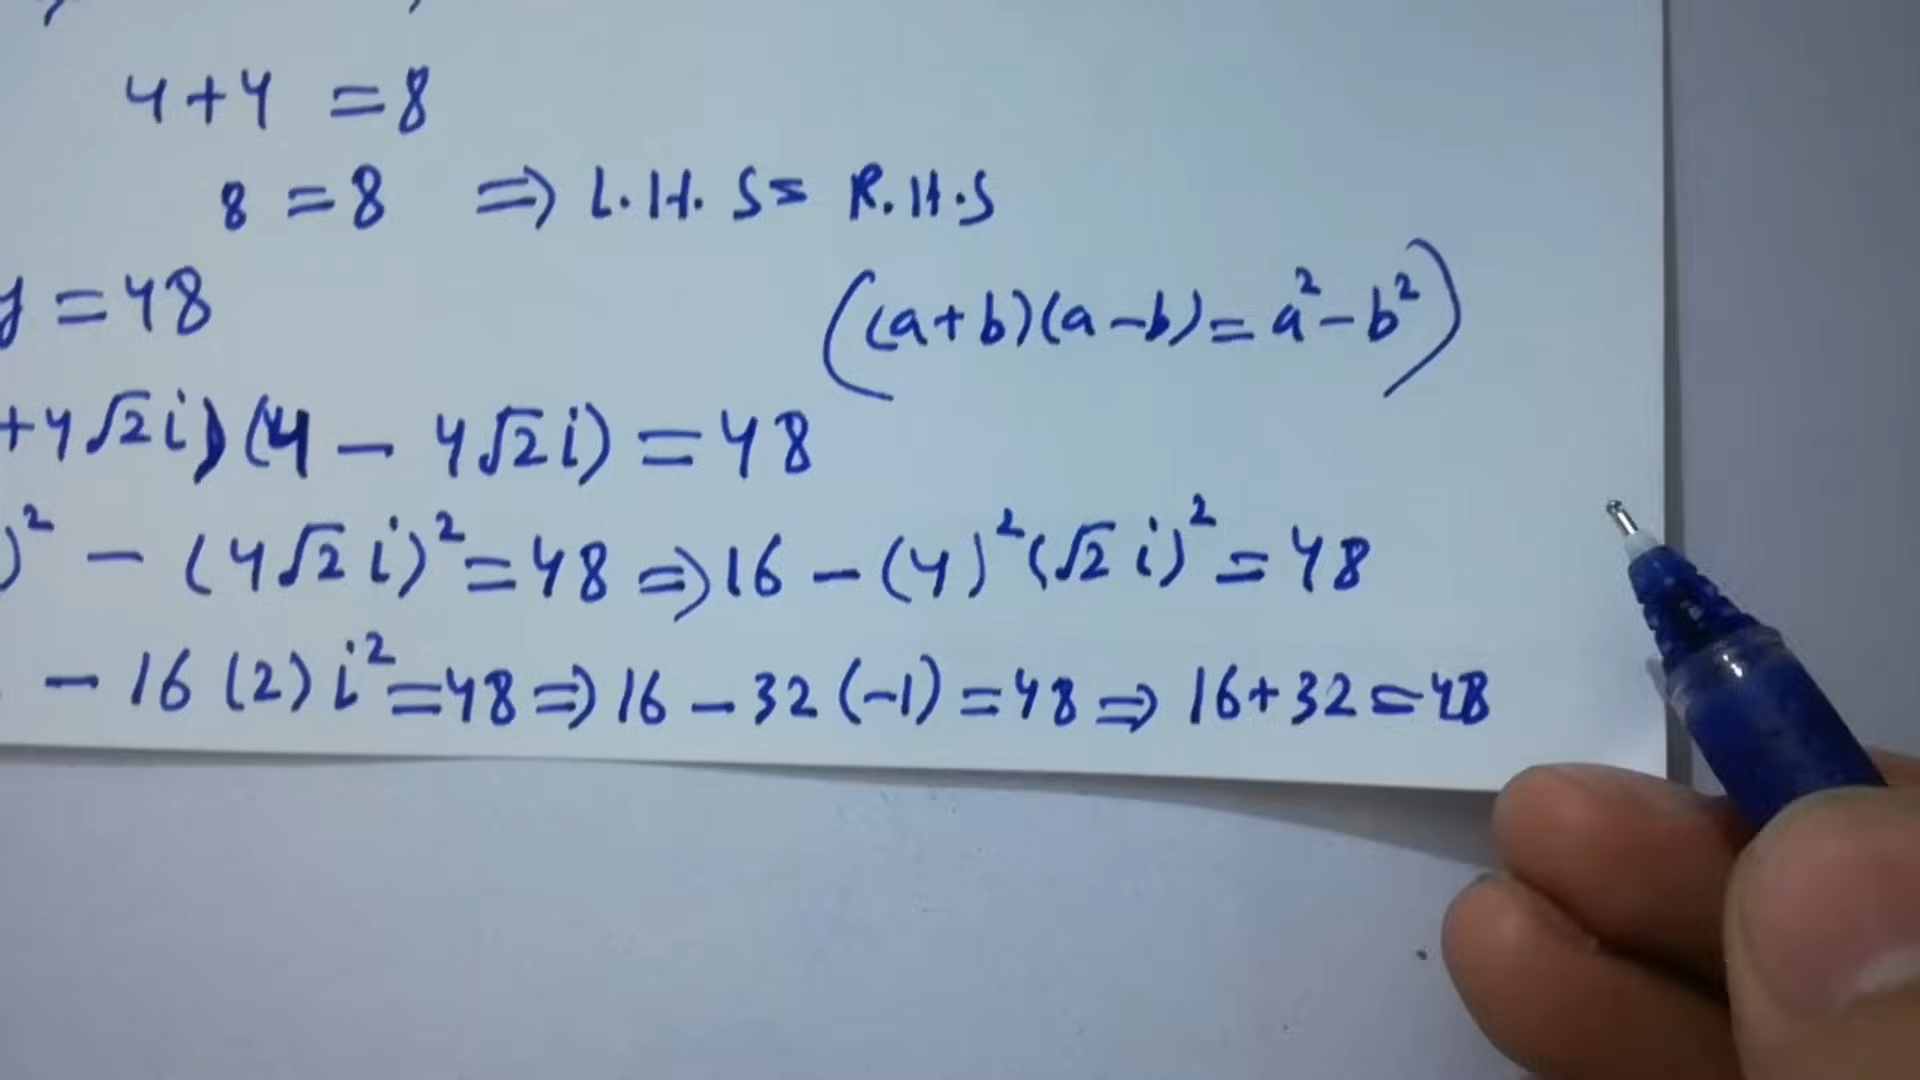 4+4 = 8
8 = 8 ⇒ L.H.S = R.H.S
y = 48
((a+b)(a-b) = a² - b²)
+4√2i)(4 - 4√2i) = 48
)² - (4√2i)² = 48 ⇒ 16 - (4)²(√2i)² = 48
- 16(2)i² = 48 ⇒ 16 - 32(-1) = 48 ⇒ 16+32 = 48